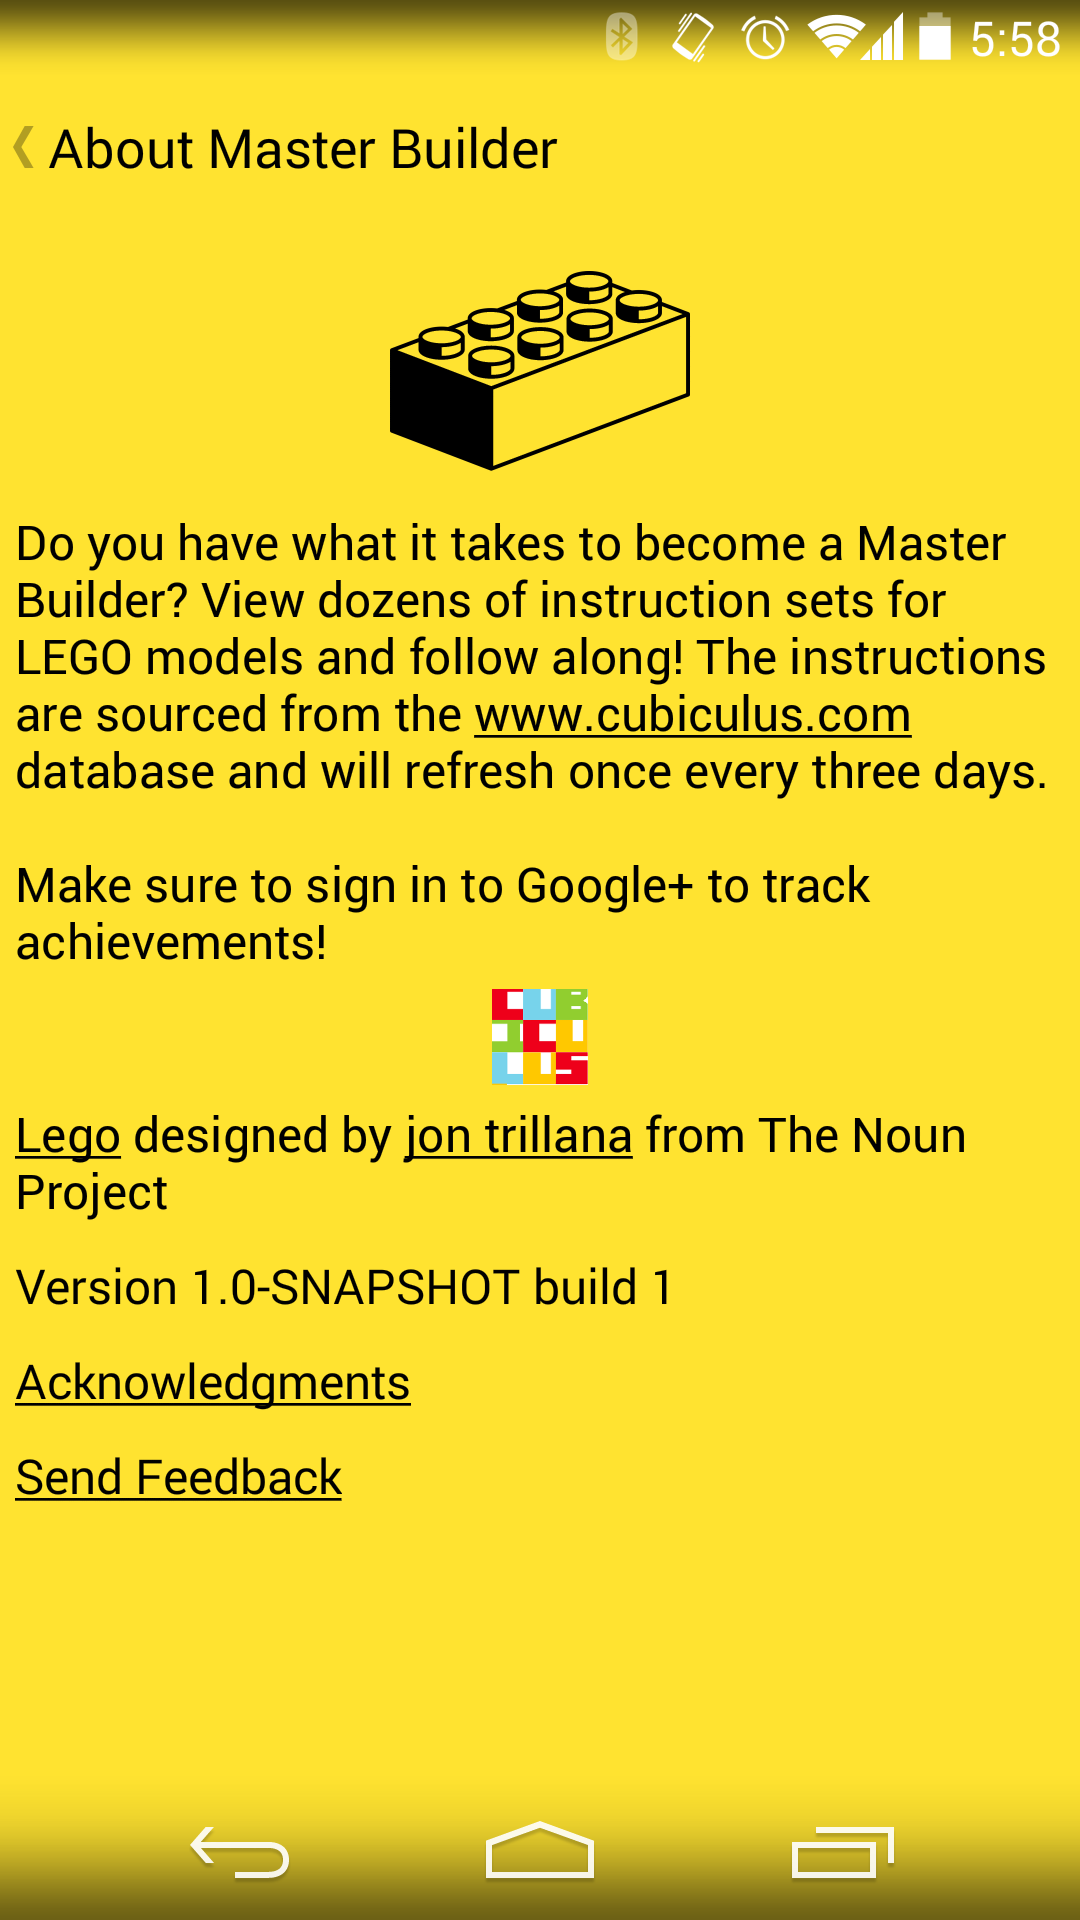 5:58
About Master Builder
Do you have what it takes to become a Master
Builder? View dozens of instruction sets for
LEGO models and follow along! The instructions
are sourced from the www.cubiculus.com
database and will refresh once every three days.
Make sure to sign in to Google+ to track
achievements!
CUB
ICU
LUS
Lego designed by jon trillana from The Noun
Project
Version 1.0-SNAPSHOT build 1
Acknowledgments
Send Feedback